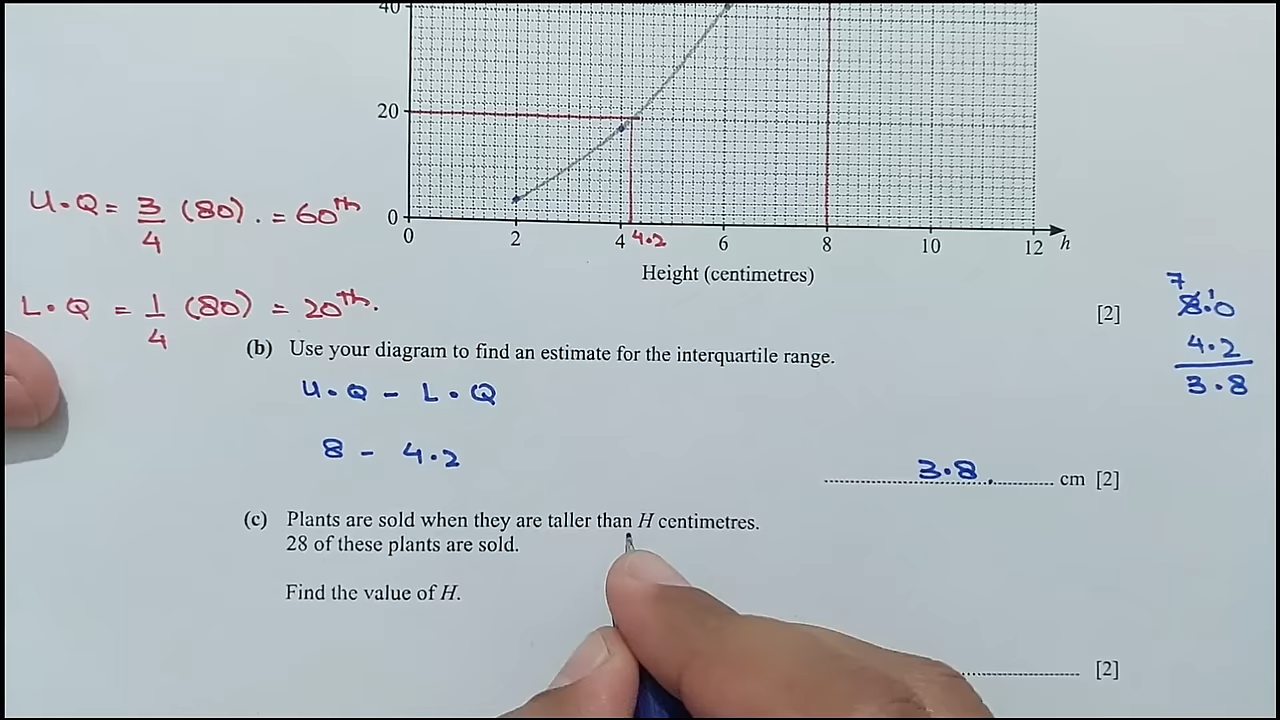 40
20
0
0 2 4 4.2 6 8 10 12 h
Height (centimetres)
U.Q = 3/4 (80) . = 60th
L.Q = 1/4 (80) = 20th.
[2]
7 1
8.0
4.2
3.8
(b) Use your diagram to find an estimate for the interquartile range.
U.Q - L.Q
8 - 4.2
3.8 cm [2]
(c) Plants are sold when they are taller than H centimetres.
28 of these plants are sold.
Find the value of H.
[2]